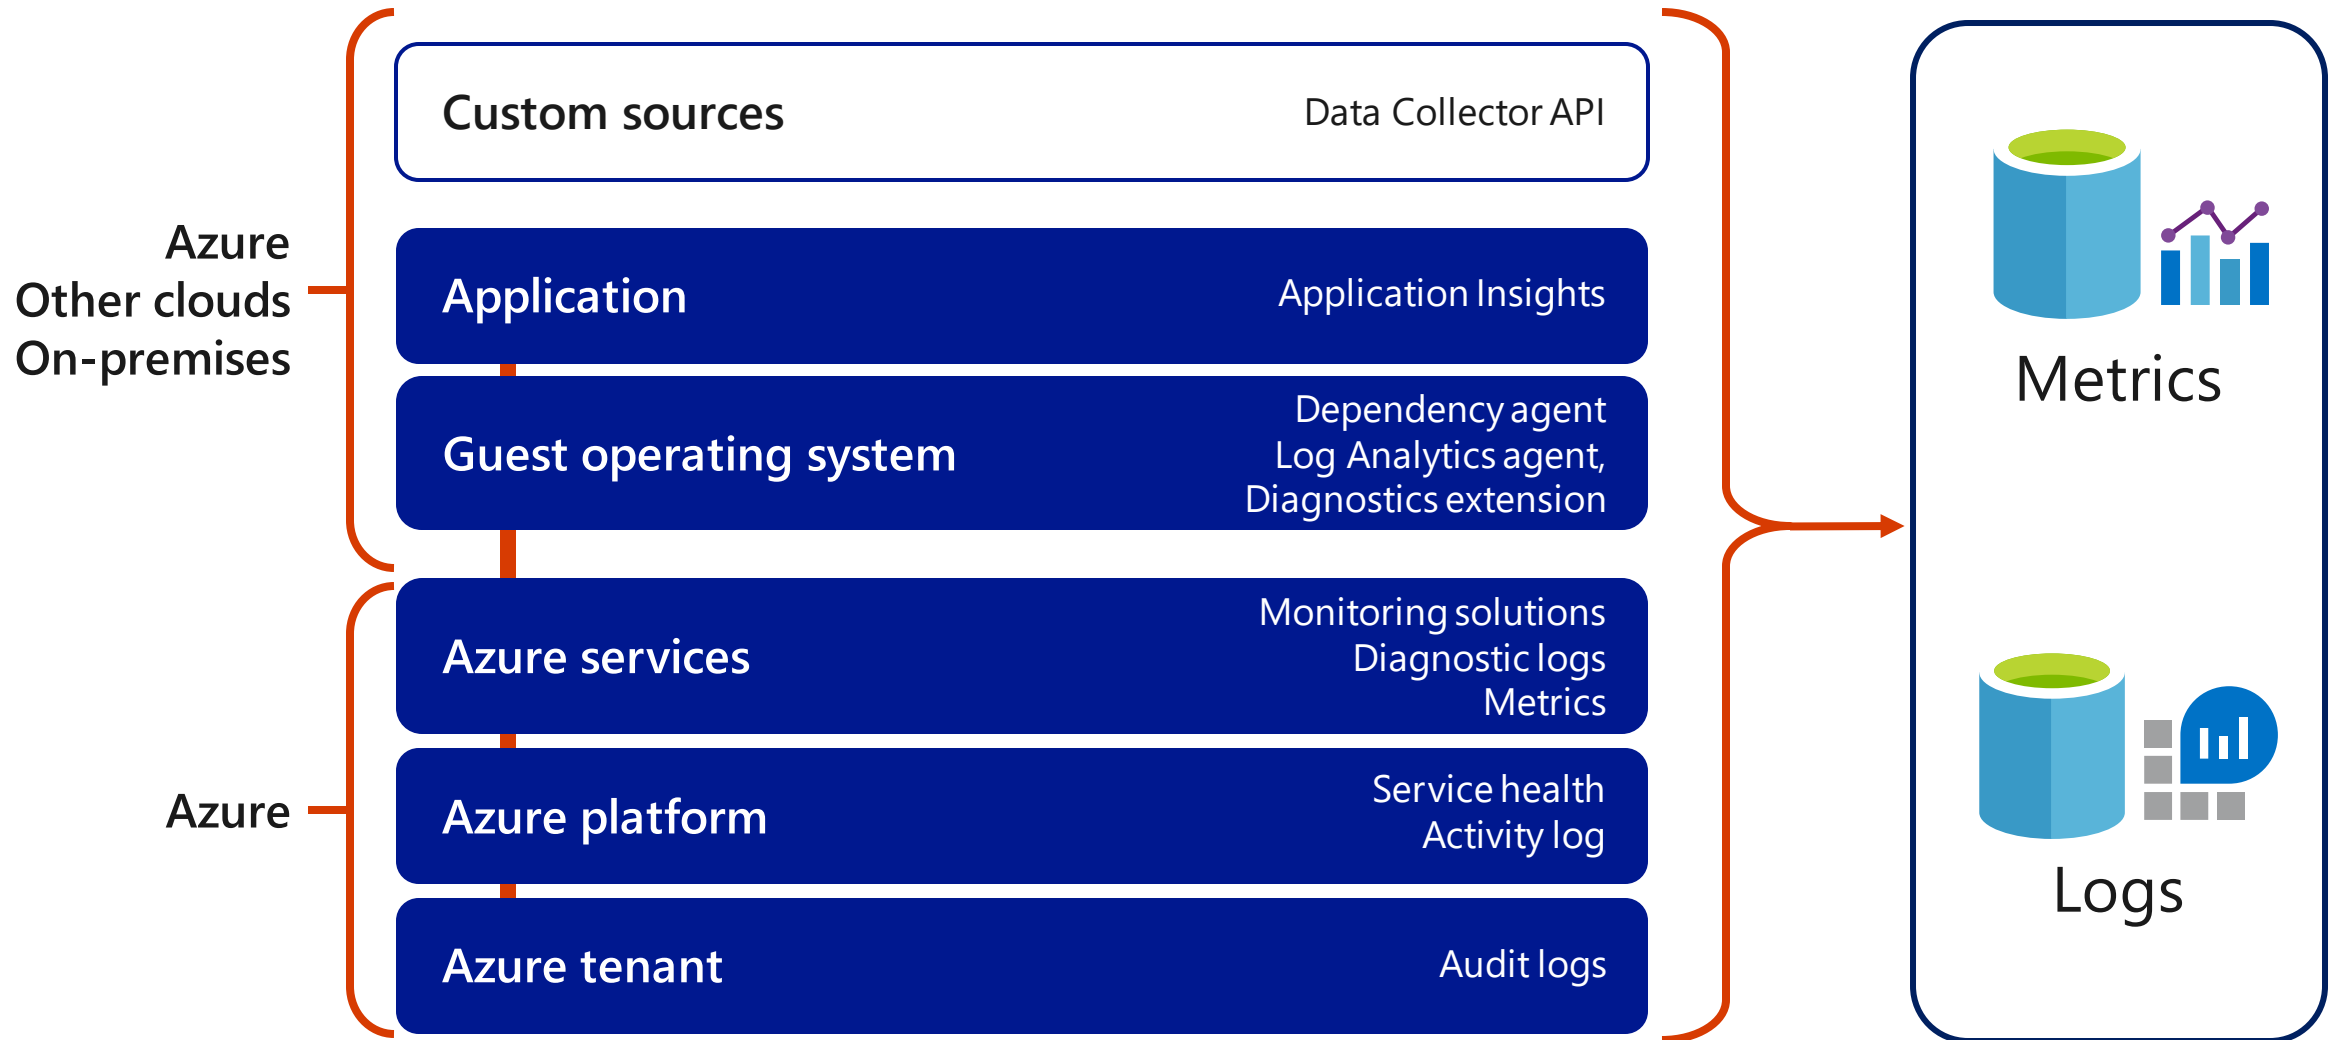 Azure
Other clouds
On-premises
Custom sources
Data Collector API
Application
Application Insights
Guest operating system
Dependency agent
Log Analytics agent,
Diagnostics extension
Azure
Azure services
Monitoring solutions
Diagnostic logs
Metrics
Azure platform
Service health
Activity log
Azure tenant
Audit logs
Metrics
Logs